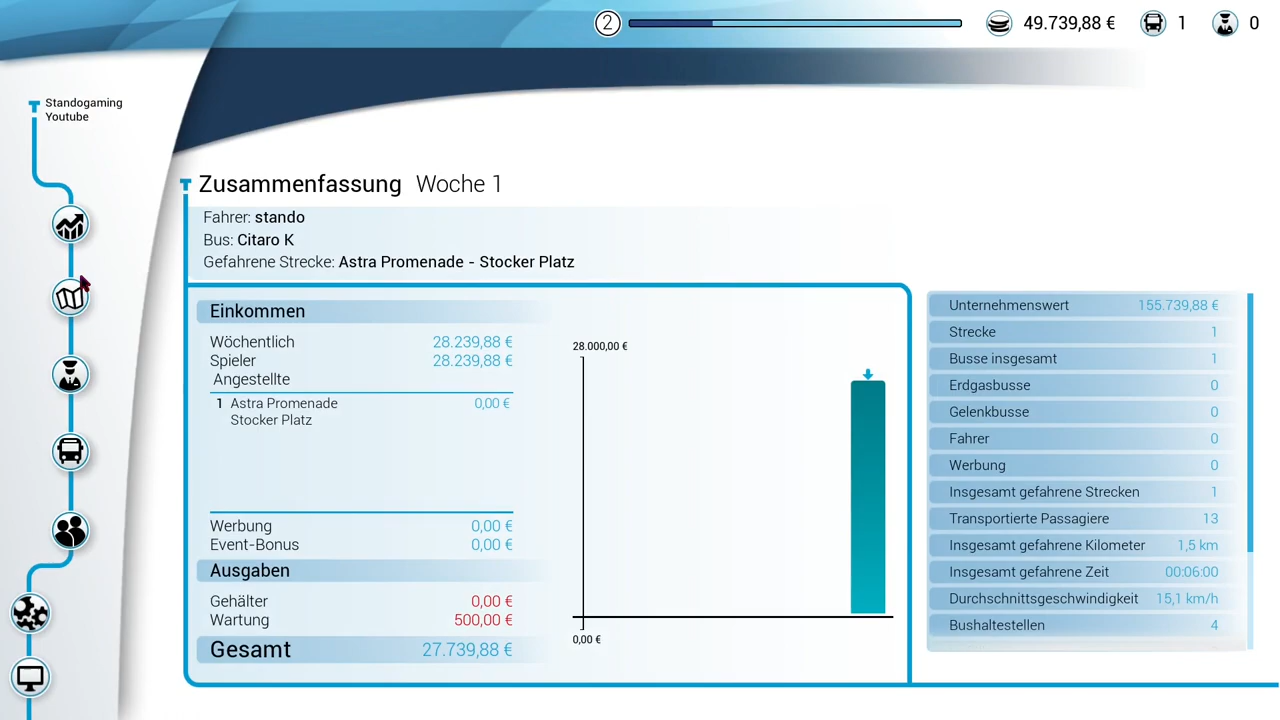 2 49.739,88 € 1 0
Standogaming
Youtube
Zusammenfassung Woche 1
Fahrer: stando
Bus: Citaro K
Gefahrene Strecke: Astra Promenade - Stocker Platz
Einkommen
Wöchentlich 28.239,88 €
Spieler 28.239,88 €
Angestellte
1 Astra Promenade 0,00 €
Stocker Platz
Werbung 0,00 €
Event-Bonus 0,00 €
Ausgaben
Gehälter 0,00 €
Wartung 500,00 €
Gesamt 27.739,88 €
28.000,00 €
0,00 €
Unternehmenswert 155.739,88 €
Strecke 1
Busse insgesamt 1
Erdgasbusse 0
Gelenkbusse 0
Fahrer 0
Werbung 0
Insgesamt gefahrene Strecken 1
Transportierte Passagiere 13
Insgesamt gefahrene Kilometer 1,5 km
Insgesamt gefahrene Zeit 00:06:00
Durchschnittsgeschwindigkeit 15,1 km/h
Bushaltestellen 4